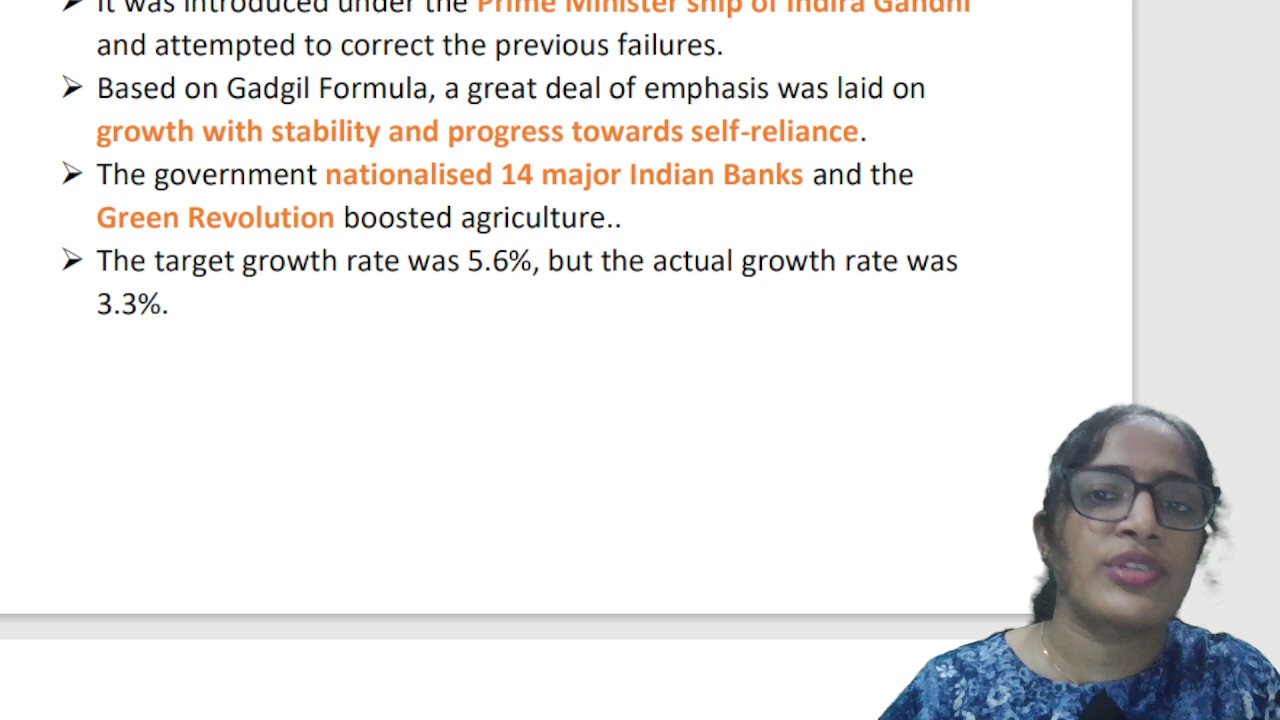 It was introduced under the Prime Minister ship of Indira Gandhi
and attempted to correct the previous failures.
➤ Based on Gadgil Formula, a great deal of emphasis was laid on
growth with stability and progress towards self-reliance.
➤ The government nationalised 14 major Indian Banks and the
Green Revolution boosted agriculture..
➤ The target growth rate was 5.6%, but the actual growth rate was
3.3%.